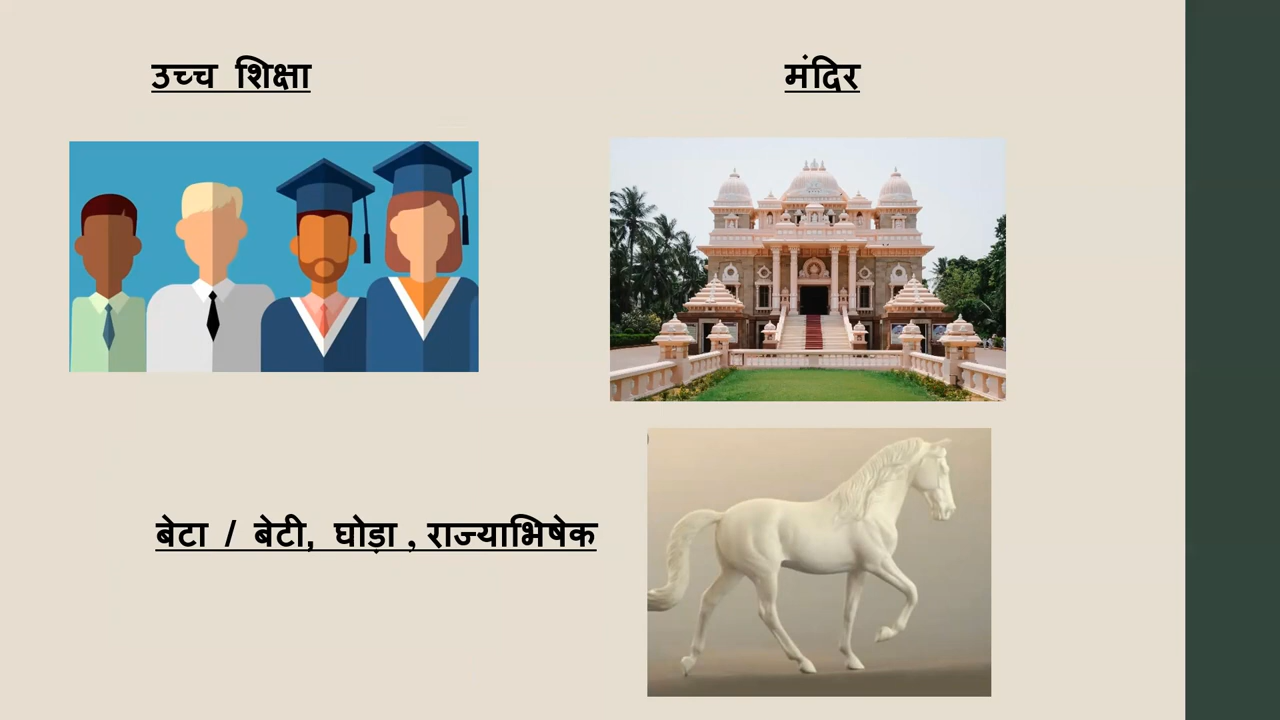 उच्च शिक्षा
मंदिर
बेटा / बेटी, घोड़ा , राज्याभिषेक